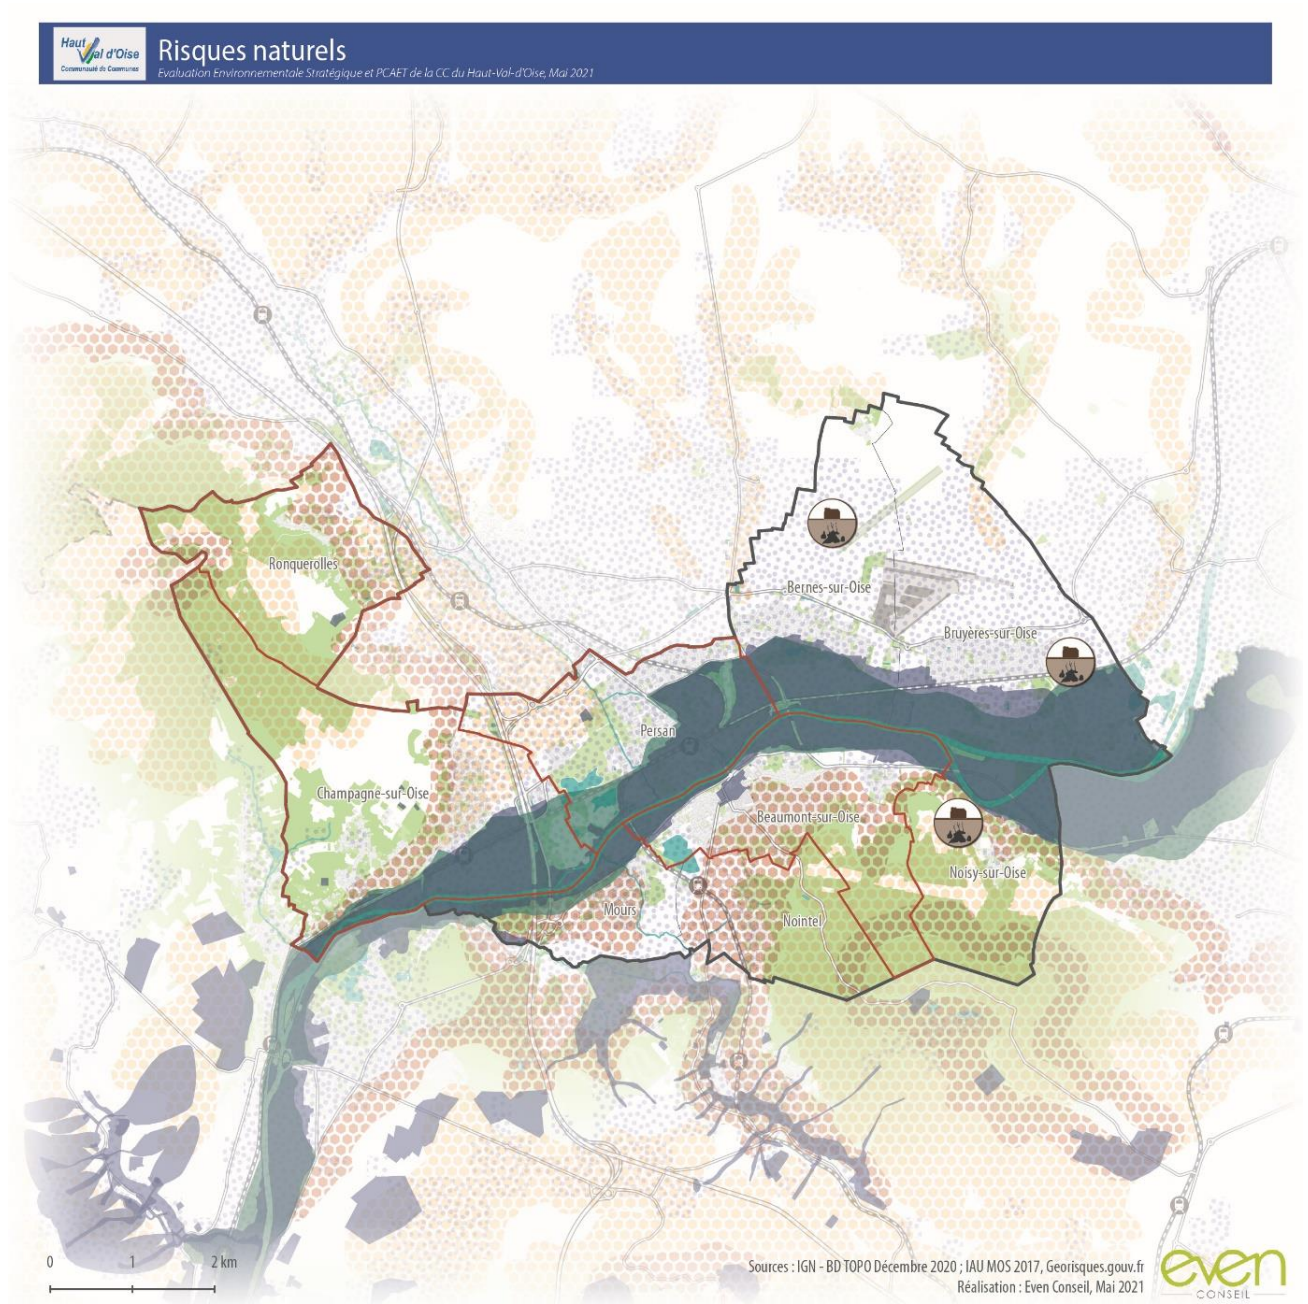 Haut
Val d'Oise
Communauté de Communes
Risques naturels
Evaluation Environnementale Stratégique et PCAET de la CC du Haut-Val-d'Oise, Mai 2021
Ronquerolles
Bernes-sur-Oise
Bruyères-sur-Oise
Persan
Champagne-sur-Oise
Beaumont-sur-Oise
Noisy-sur-Oise
Mours
Nointel
0 1 2 km
Sources : IGN - BD TOPO Décembre 2020 ; IAU MOS 2017, Georisques.gouv.fr
Réalisation : Even Conseil, Mai 2021
even
CONSEIL